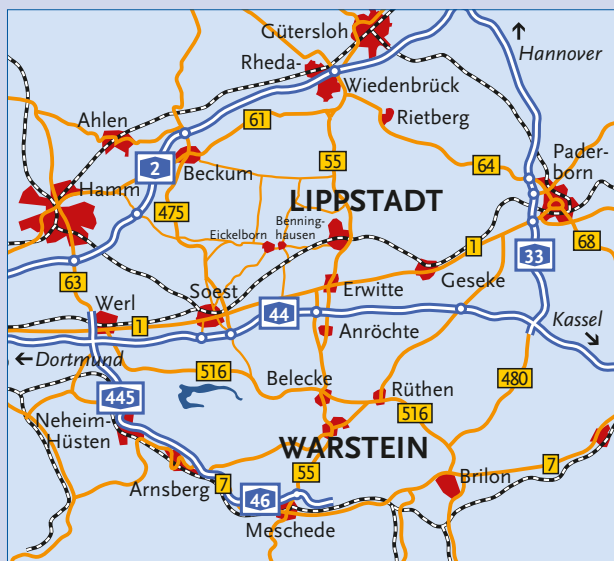 Gütersloh
Hannover
Rheda-
Wiedenbrück
Ahlen
61
Rietberg
2
55
64
Pader-
born
Beckum
Hamm
LIPPSTADT
475
Eickelborn
Benning-
hausen
1
33
68
63
Geseke
Soest
Erwitte
Werl
44
1
Kassel
Anröchte
Dortmund
516
480
Belecke
Rüthen
445
516
Neheim-
Hüsten
WARSTEIN
Arnsberg
7
55
7
Brilon
46
Meschede